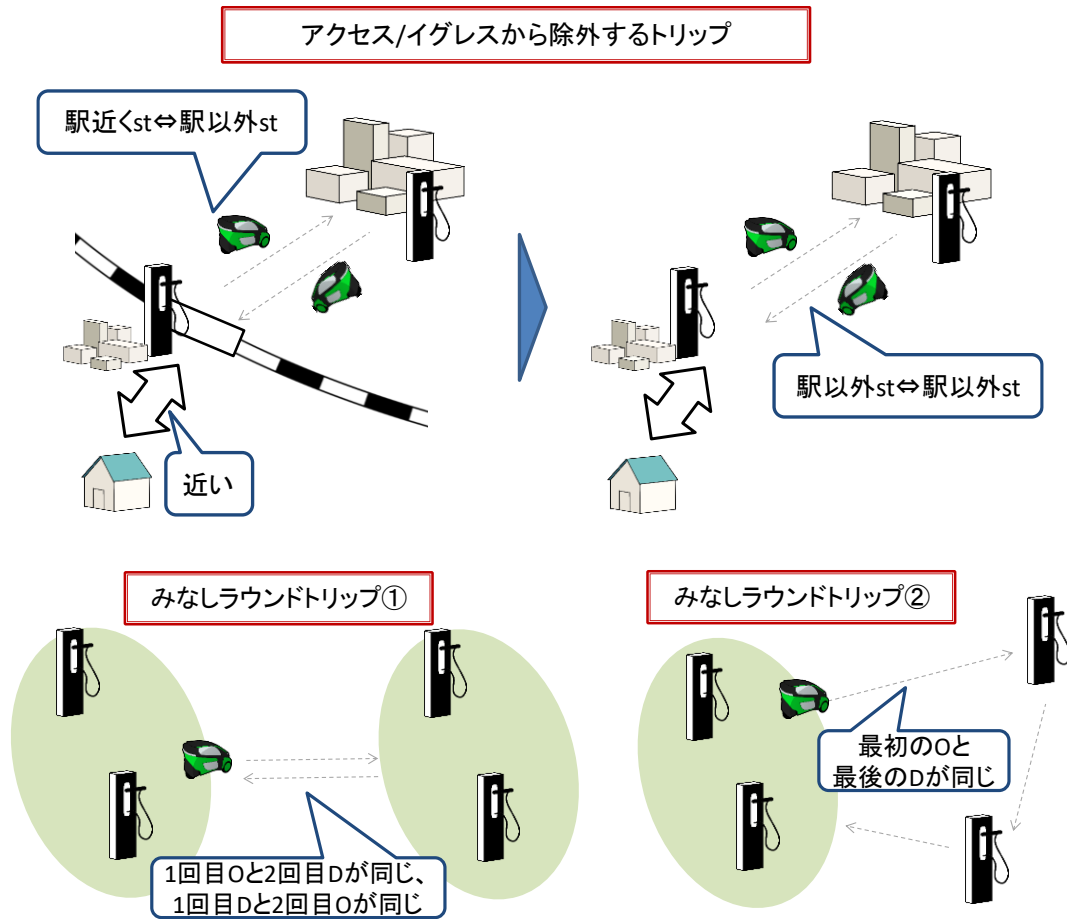 アクセス/イグレスから除外するトリップ
駅近くst⇔駅以外st
近い
駅以外st⇔駅以外st
みなしラウンドトリップ①
1回目Oと2回目Dが同じ、
1回目Dと2回目Oが同じ
みなしラウンドトリップ②
最初のOと
最後のDが同じ